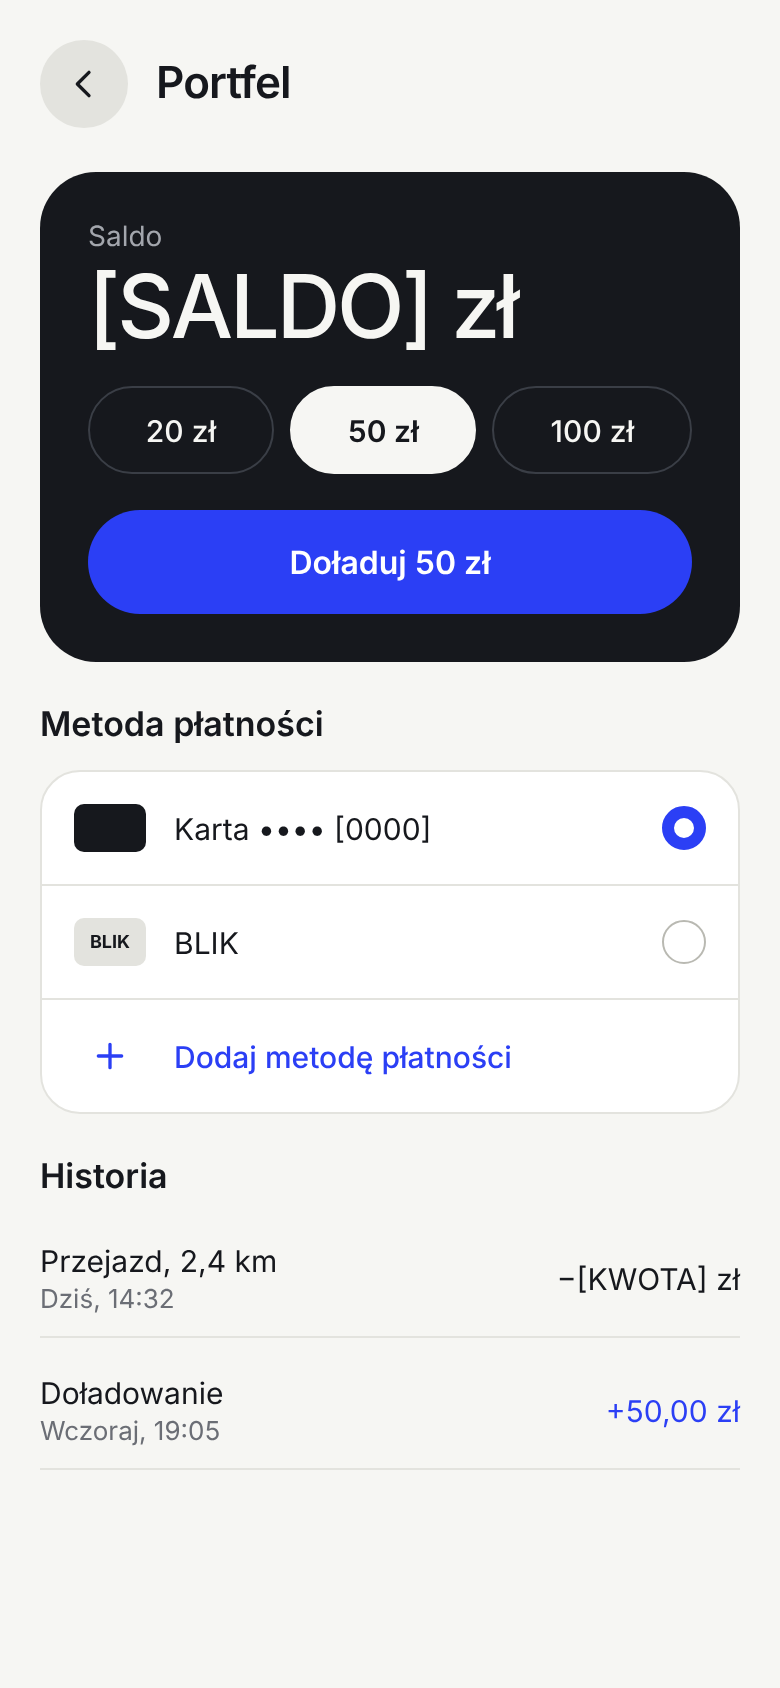 Portfel
Saldo
[SALDO] zł
20 zł
50 zł
100 zł
Doładuj 50 zł
Metoda płatności
Karta •••• [0000]
BLIK BLIK
Dodaj metodę płatności
Historia
Przejazd, 2,4 km
Dziś, 14:32
−[KWOTA] zł
Doładowanie
Wczoraj, 19:05
+50,00 zł